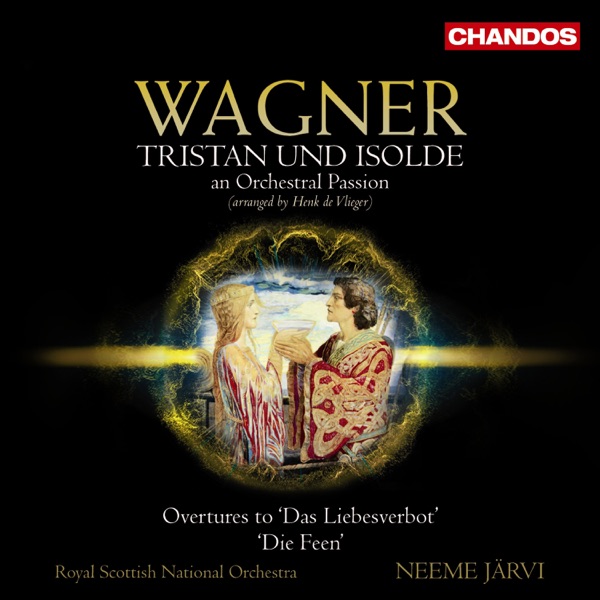 CHANDOS
WAGNER
TRISTAN UND ISOLDE
an Orchestral Passion
(arranged by Henk de Vlieger)
Overtures to ‘Das Liebesverbot’
‘Die Feen’
Royal Scottish National Orchestra
NEEME JÄRVI